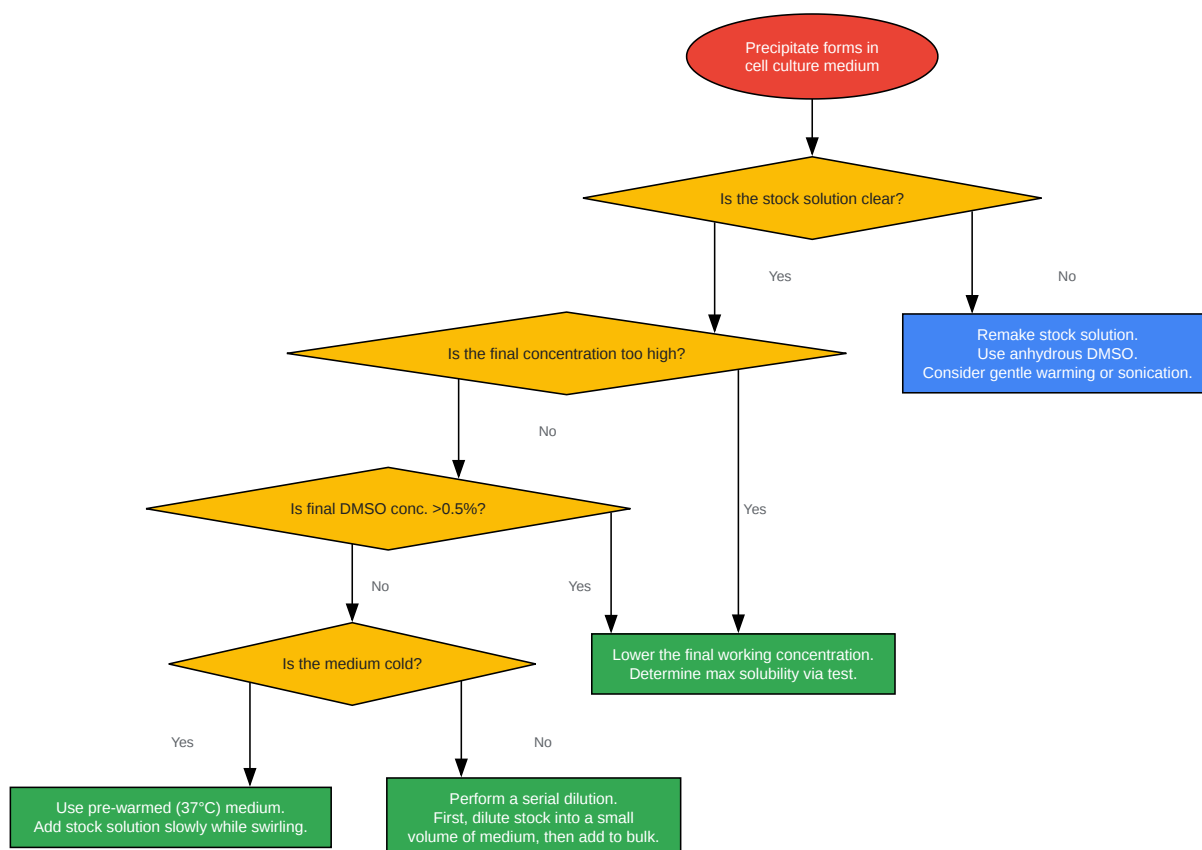 Precipitate forms in
cell culture medium
Is the stock solution clear?
Yes
No
Is the final concentration too high?
Remake stock solution.
Use anhydrous DMSO.
Consider gentle warming or sonication.
No
Is final DMSO conc. >0.5%?
Yes
No
Yes
Is the medium cold?
Lower the final working concentration.
Determine max solubility via test.
Yes
No
Use pre-warmed (37°C) medium.
Add stock solution slowly while swirling.
Perform a serial dilution.
First, dilute stock into a small
volume of medium, then add to bulk.